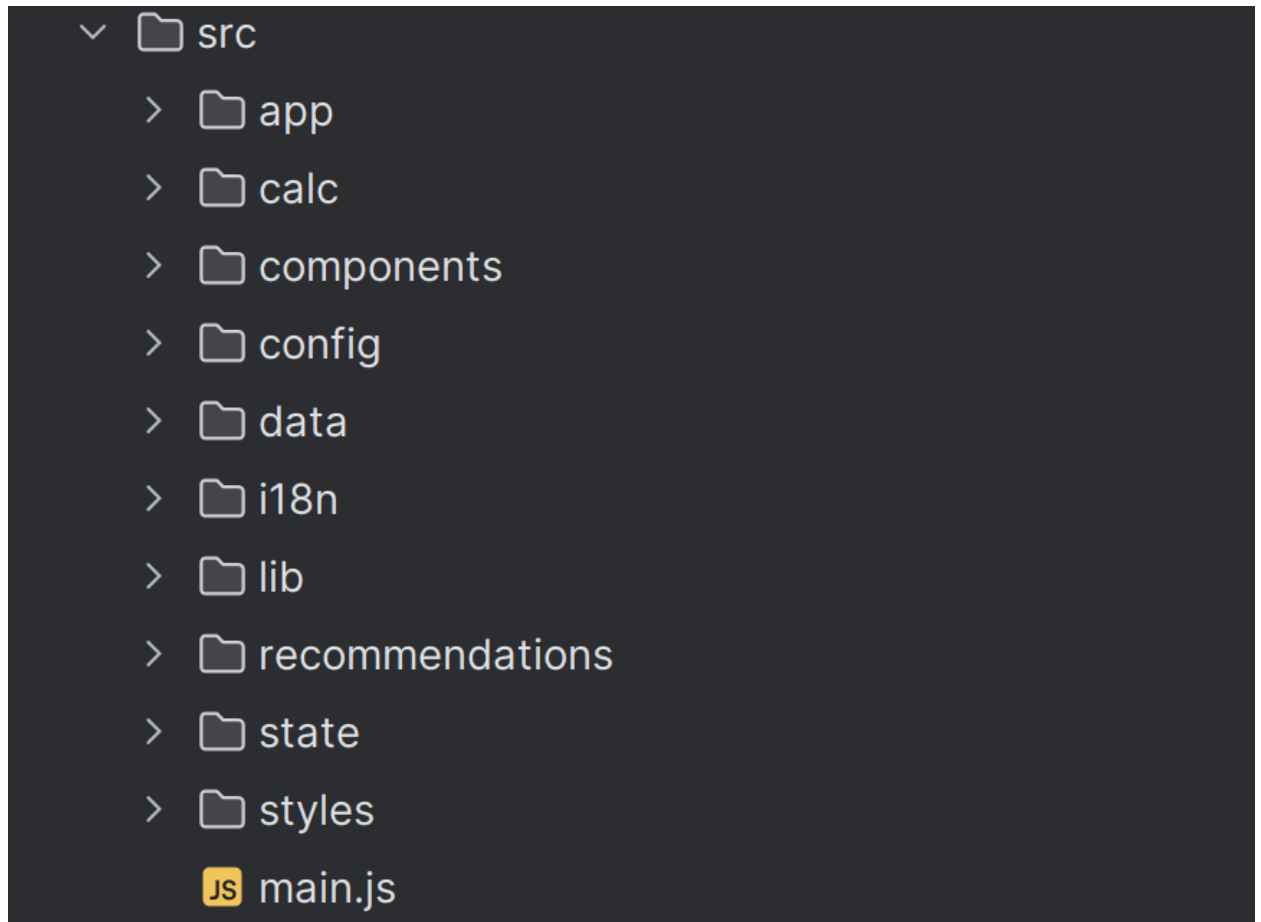 src
app
calc
components
config
data
i18n
lib
recommendations
state
styles
JS main.js